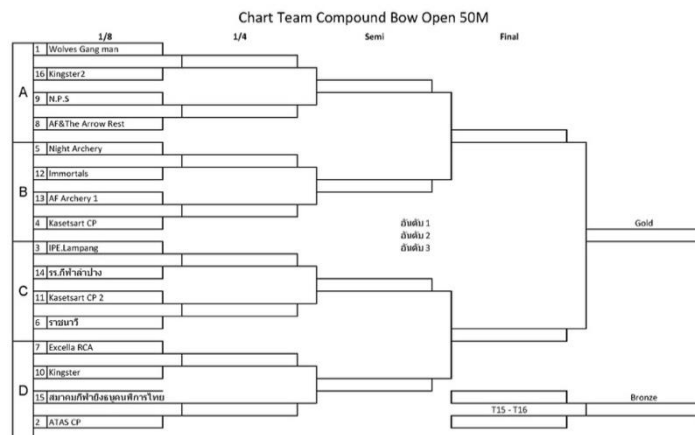 Chart Team Compound Bow Open 50M
1/8 1/4 Semi Final
A
1 Wolves Gang man
16 Kingster2
9 N.P.S
8 AF&The Arrow Rest
B
5 Night Archery
12 Immortals
13 AF Archery 1
4 Kasetsart CP
อันดับ 1
อันดับ 2
อันดับ 3
Gold
C
3 IPE.Lampang
14 รร.กีฬาลำปาง
11 Kasetsart CP 2
6 ราชนาวี
D
7 Excella RCA
10 Kingster
15 สมาคมกีฬายิงธนูคนพิการไทย
2 ATAS CP
T15 - T16
Bronze